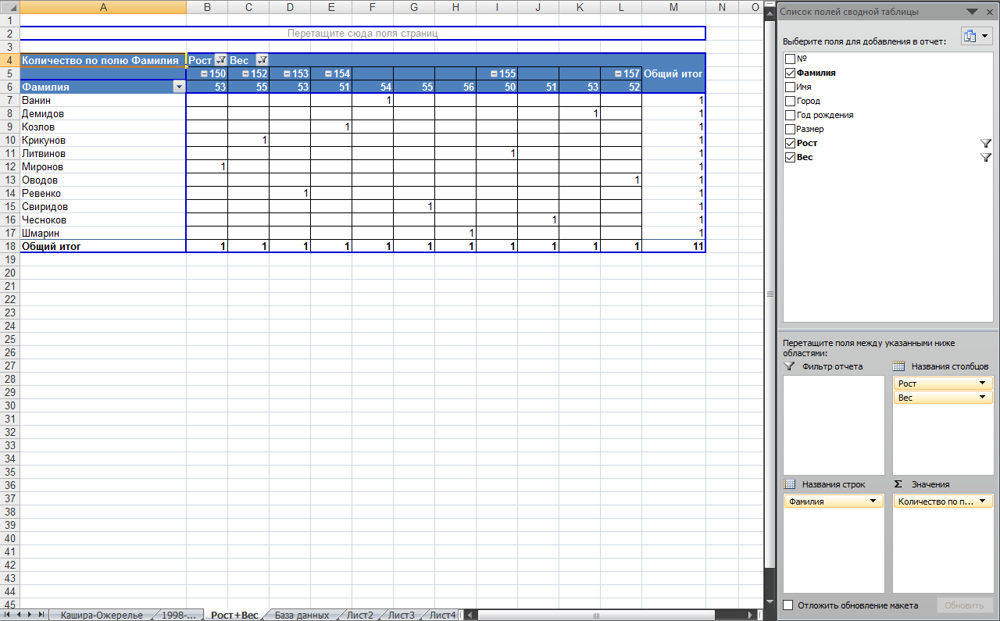 A B C D E F G H I J K L M N O
1
2 Перетащите сюда поля страниц
3
4 Количество по полю Фамилия Рост Вес
5 150 152 153 154 155 157 Общий итог
6 Фамилия 53 55 53 51 54 55 56 50 51 53 52
7 Ванин 1 1
8 Демидов 1 1
9 Козлов 1 1
10 Крикунов 1 1
11 Литвинов 1 1
12 Миронов 1 1
13 Оводов 1 1
14 Ревенко 1 1
15 Свиридов 1 1
16 Чесноков 1 1
17 Шмарин 1 1
18 Общий итог 1 1 1 1 1 1 1 1 1 1 1 11
19
20
21
22
23
24
25
26
27
28
29
30
31
32
33
34
35
36
37
38
39
40
41
42
43
44
45
Кашира-Ожерелье 1998-... Рост+Вес База данных Лист2 Лист3 Лист4
Список полей сводной таблицы
Выберите поля для добавления в отчет:
№
Фамилия
Имя
Город
Год рождения
Размер
Рост
Вес
Перетащите поля между указанными ниже
областями:
Фильтр отчета Названия столбцов
Рост
Вес
Названия строк Σ Значения
Фамилия Количество по п...
Отложить обновление макета Обновить